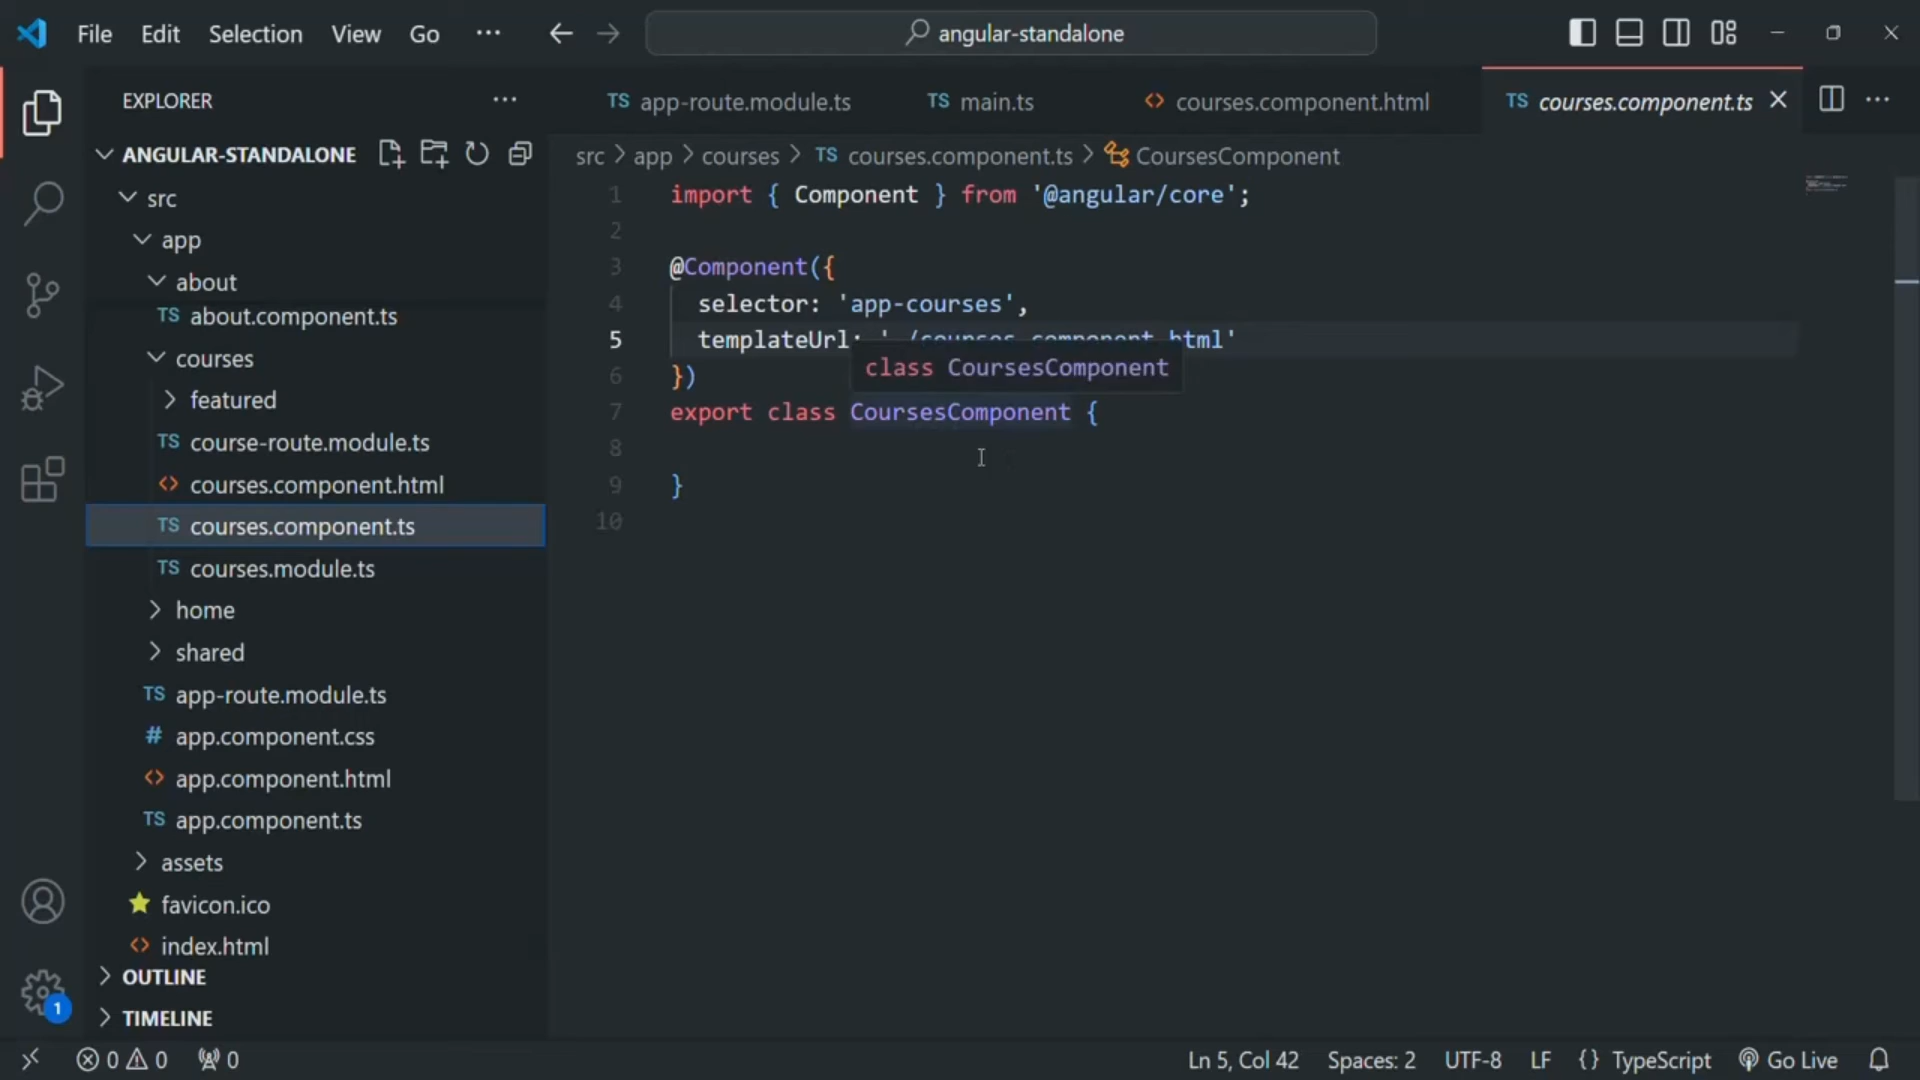 File Edit Selection View Go ··· angular-standalone
EXPLORER ···
ANGULAR-STANDALONE
src
app
about
TS about.component.ts
courses
featured
TS course-route.module.ts
<> courses.component.html
TS courses.component.ts
TS courses.module.ts
home
shared
TS app-route.module.ts
# app.component.css
<> app.component.html
TS app.component.ts
assets
favicon.ico
<> index.html
OUTLINE
TIMELINE
TS app-route.module.ts TS main.ts <> courses.component.html TS courses.component.ts
src > app > courses > TS courses.component.ts > CoursesComponent
1 import { Component } from '@angular/core';
2
3 @Component({
4 selector: 'app-courses',
5 templateUrl: './courses.component.html'
class CoursesComponent
6 })
7 export class CoursesComponent {
8
9 }
10
1
0 0 0 Ln 5, Col 42 Spaces: 2 UTF-8 LF {} TypeScript Go Live